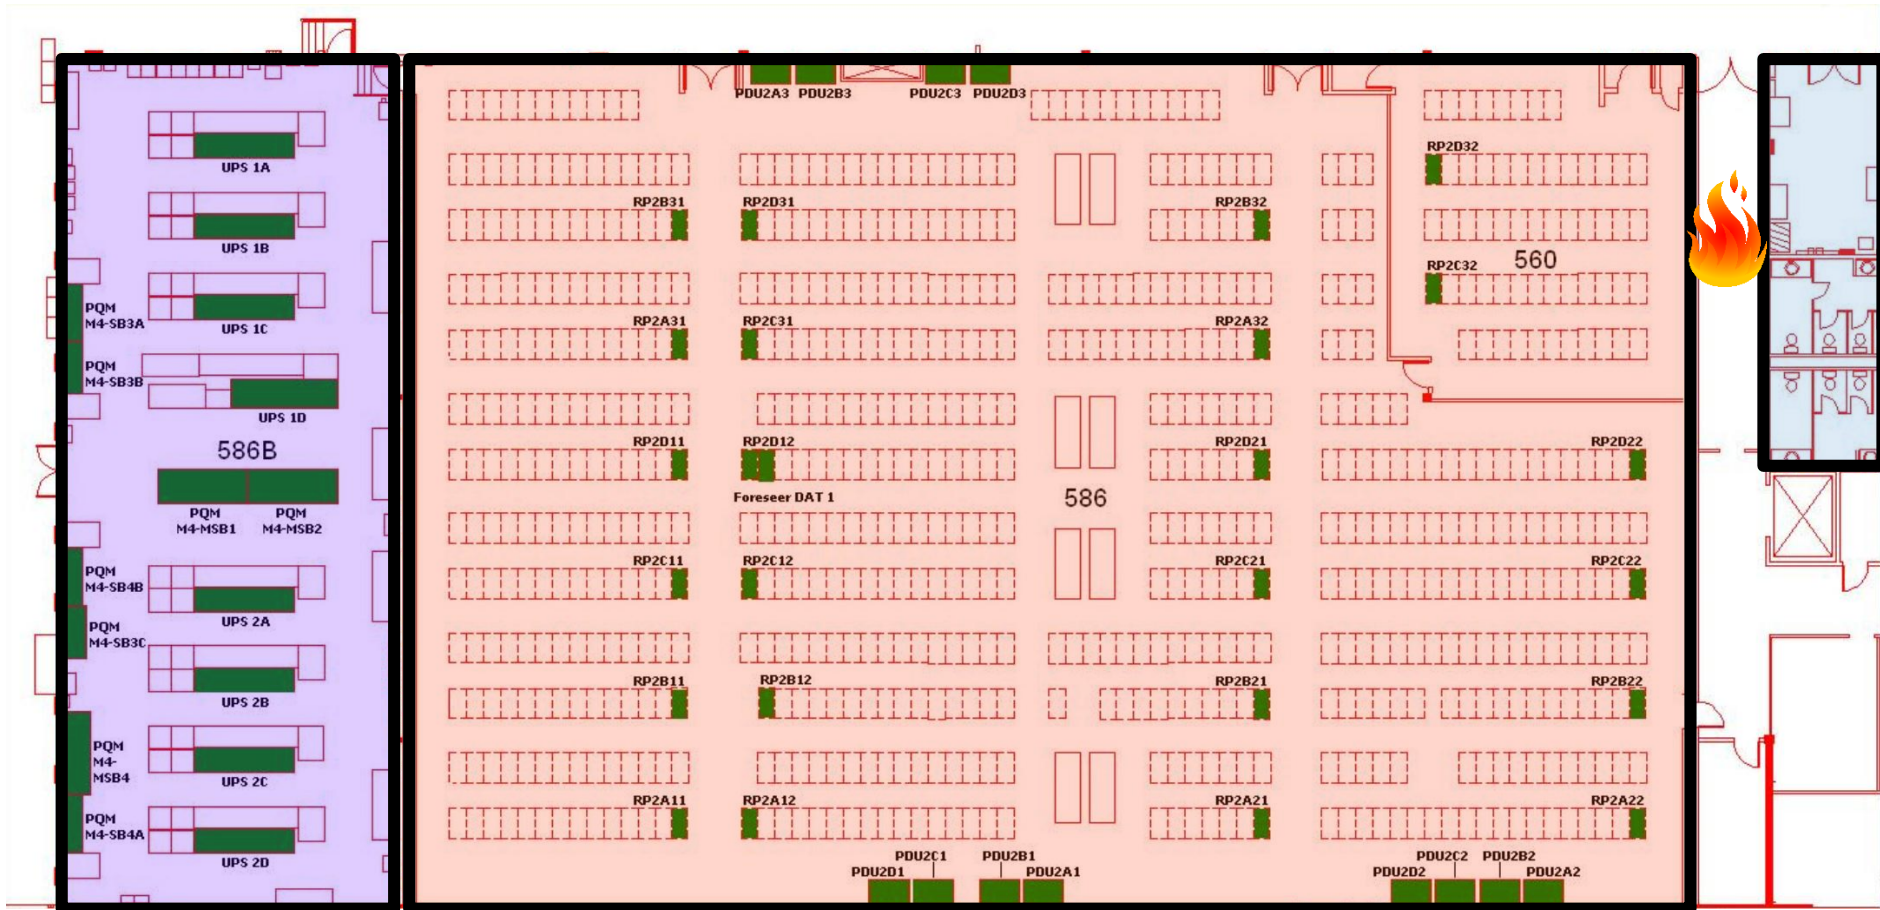 PDU2A3 PDU2B3 PDU2C3 PDU2D3
UPS 1A
RP2D32
RP2B31 RP2D31 RP2B32
UPS 1B
560
RP2C32
PQM
M4-SB3A
UPS 1C
RP2A31 RP2C31 RP2A32
PQM
M4-SB3B
UPS 1D
586B
RP2D11 RP2D12 RP2D21 RP2D22
Foreseer DAT 1
586
PQM
M4-MSB1
PQM
M4-MSB2
RP2C11 RP2C12 RP2C21 RP2C22
PQM
M4-SB4B
UPS 2A
PQM
M4-SB3C
RP2B11 RP2B12 RP2B21 RP2B22
UPS 2B
PQM
M4-
MSB4
UPS 2C
RP2A11 RP2A12 RP2A21 RP2A22
PQM
M4-SB4A
UPS 2D
PDU2C1 PDU2B1 PDU2C2 PDU2B2
PDU2D1 PDU2A1 PDU2D2 PDU2A2